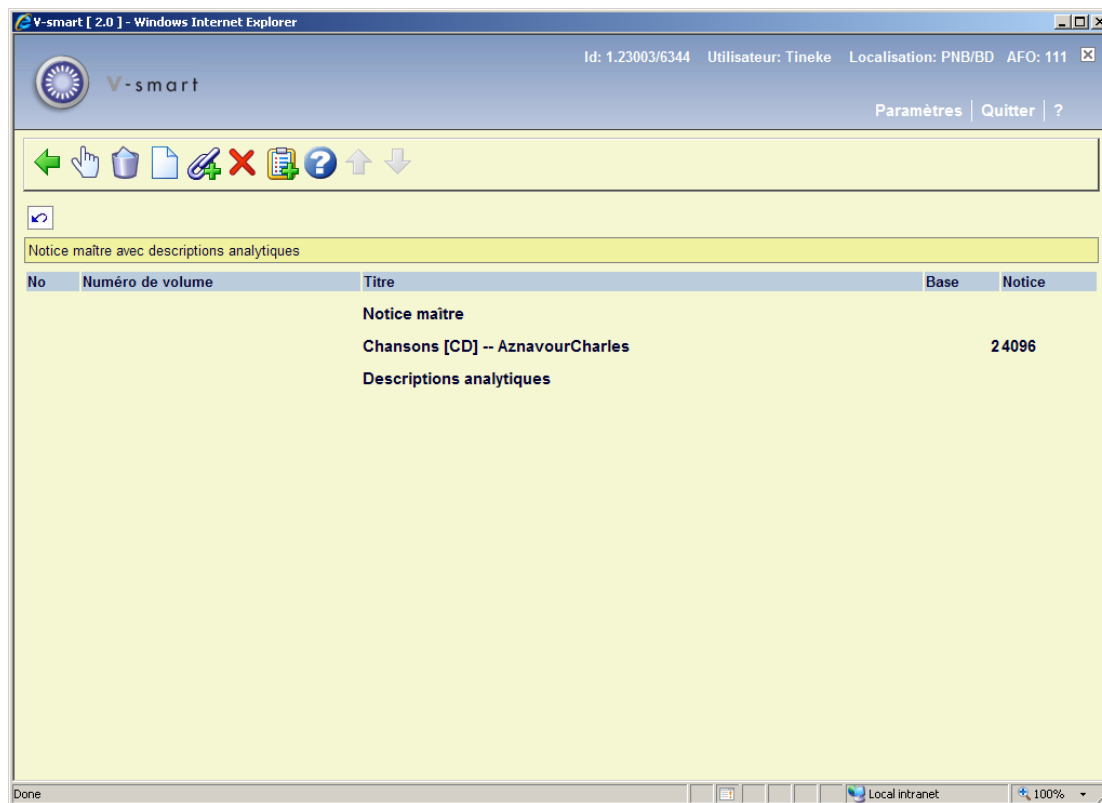 V-smart [ 2.0 ] - Windows Internet Explorer
Id: 1.23003/6344 Utilisateur: Tineke Localisation: PNB/BD AFO: 111
V-smart
Paramètres | Quitter | ?
Notice maître avec descriptions analytiques
No Numéro de volume Titre Base Notice
Notice maître
Chansons [CD] -- AznavourCharles 2 4096
Descriptions analytiques
Done Local intranet 100%